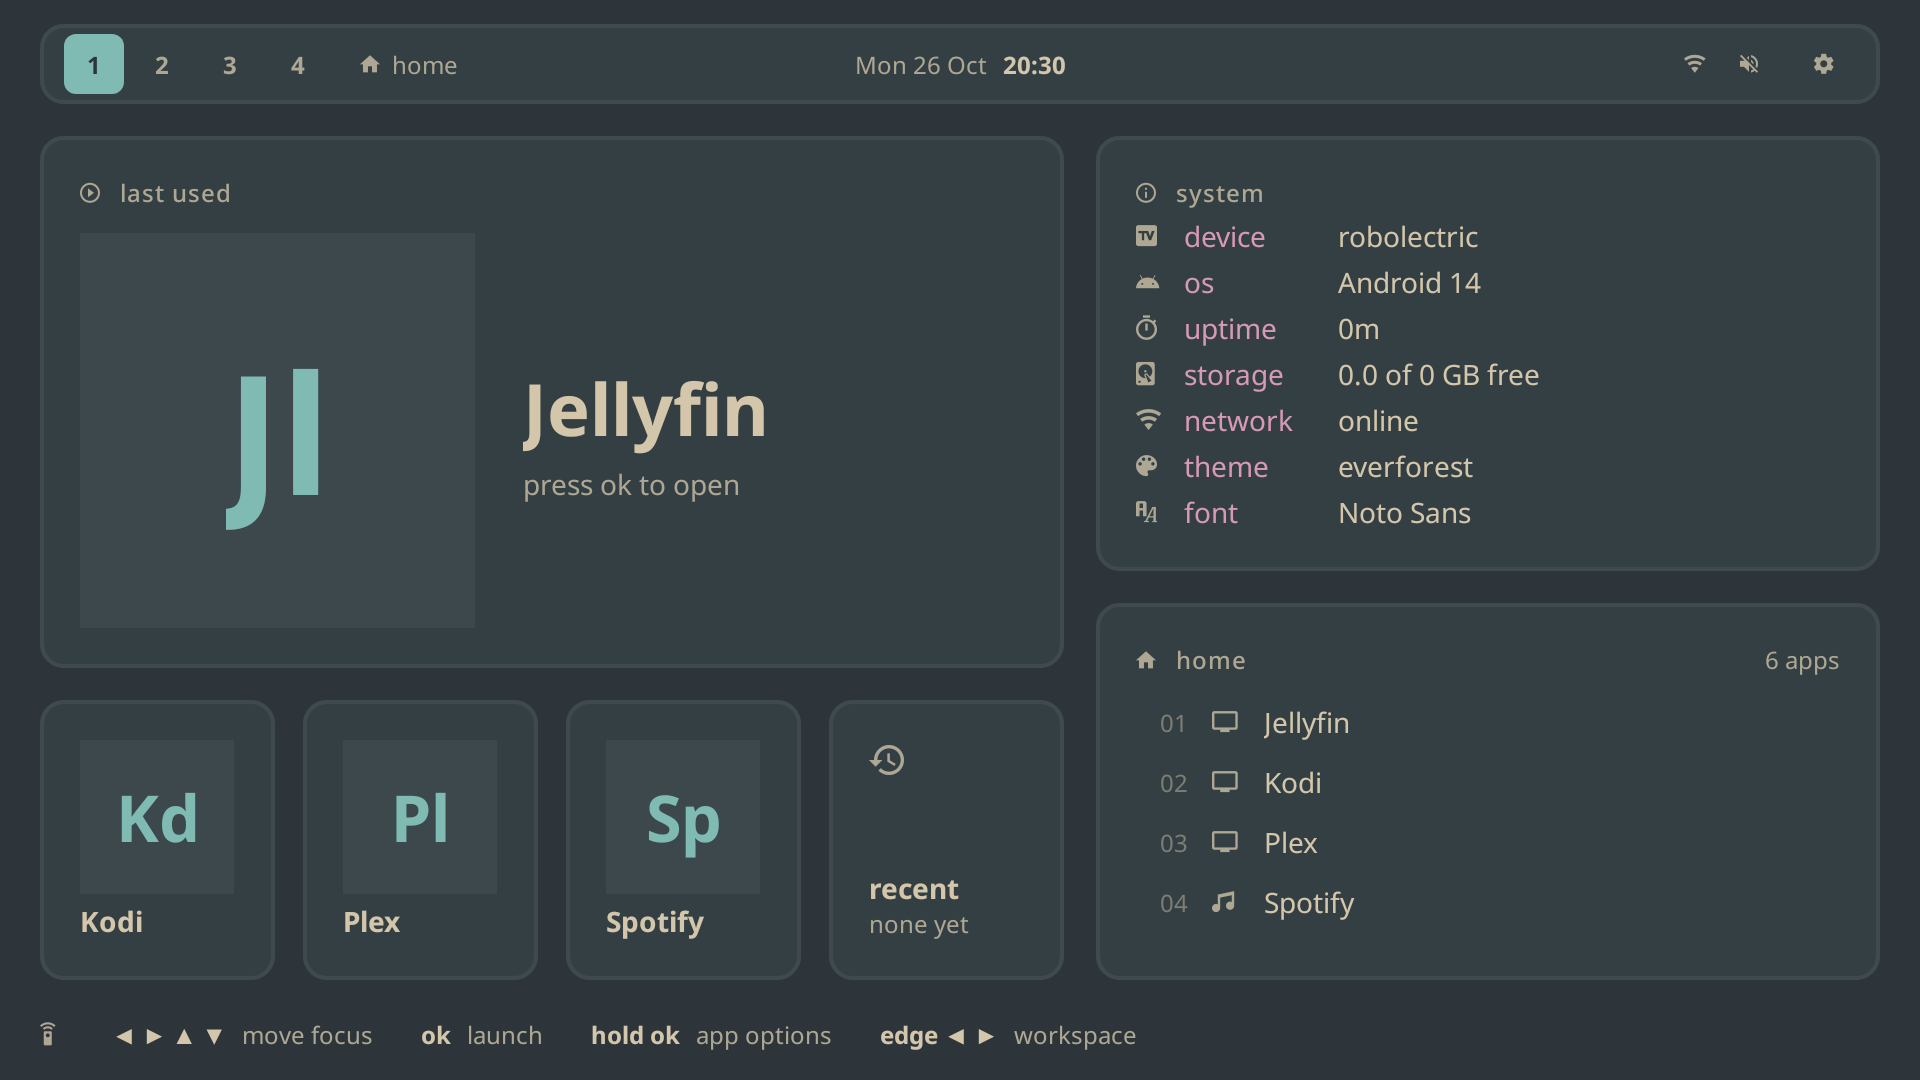 1 2 3 4 home Mon 26 Oct 20:30
last used
Jl
Jellyfin
press ok to open
Kd
Kodi
Pl
Plex
Sp
Spotify
recent
none yet
system
device robolectric
os Android 14
uptime 0m
storage 0.0 of 0 GB free
network online
theme everforest
font Noto Sans
home 6 apps
01 Jellyfin
02 Kodi
03 Plex
04 Spotify
◀ ▶ ▲ ▼ move focus ok launch hold ok app options edge ◀ ▶ workspace